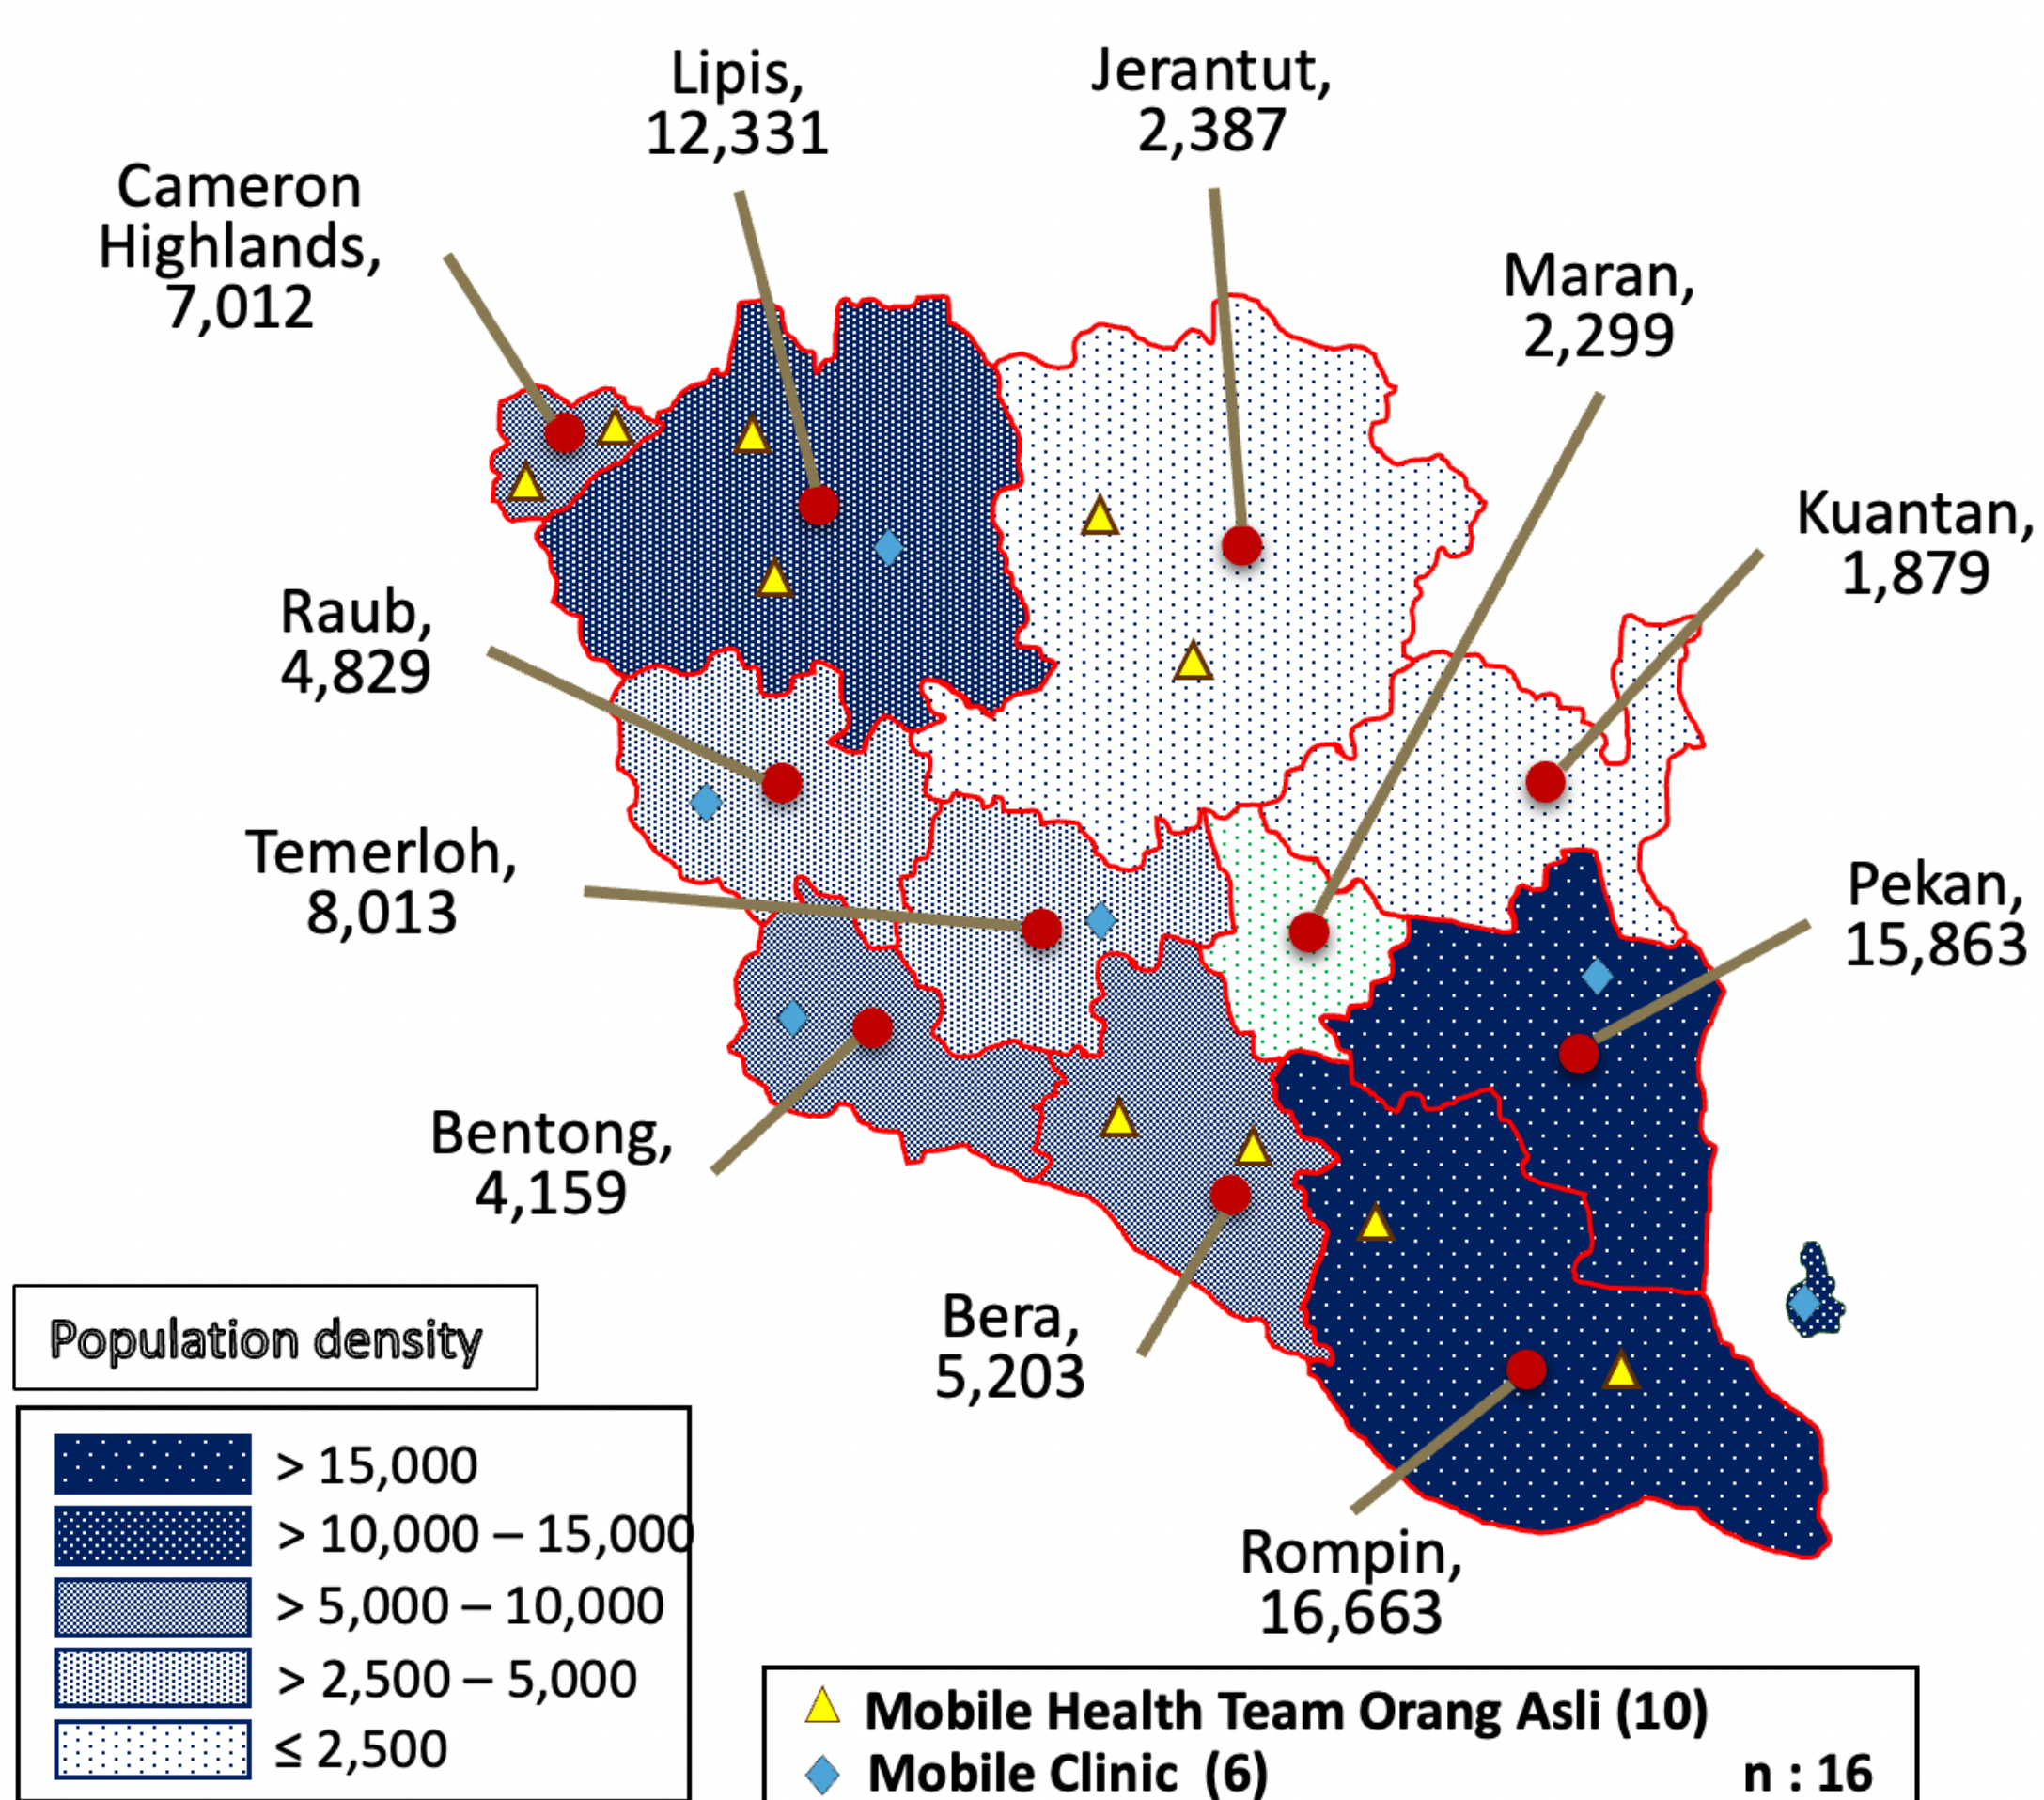 Lipis,
12,331
Jerantut,
2,387
Cameron
Highlands,
7,012
Maran,
2,299
Kuantan,
1,879
Raub,
4,829
Temerloh,
8,013
Pekan,
15,863
Bentong,
4,159
Bera,
5,203
Rompin,
16,663
Population density
> 15,000
> 10,000 – 15,000
> 5,000 – 10,000
> 2,500 – 5,000
≤ 2,500
Mobile Health Team Orang Asli (10)
Mobile Clinic (6) n : 16